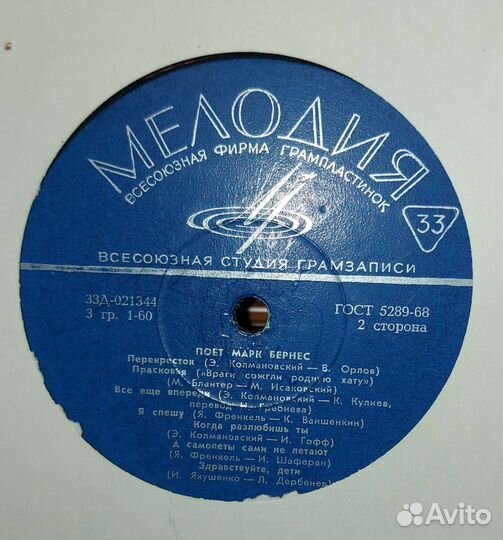 МЕЛОДИЯ
ВСЕСОЮЗНАЯ ФИРМА ГРАМПЛАСТИНОК
33
ВСЕСОЮЗНАЯ СТУДИЯ ГРАМЗАПИСИ
33Д-021344 ГОСТ 5289-68
3 гр. 1-60 2 сторона
ПОЕТ МАРК БЕРНЕС
Перекресток (Э. Колмановский — В. Орлов)
Прасковья («Враги сожгли родную хату»)
(М. Блантер — М. Исаковский)
Все еще впереди (Э. Колмановский — К. Кулиев,
перевод Н. Гребнева)
Я спешу (Я. Френкель — К. Ваншенкин)
Когда разлюбишь ты
(Э. Колмановский — И. Гофф)
А самолеты сами не летают
(Я. Френкель — И. Шаферан)
Здравствуйте, дети
(И. Якушенко — Л. Дербенев)
Avito